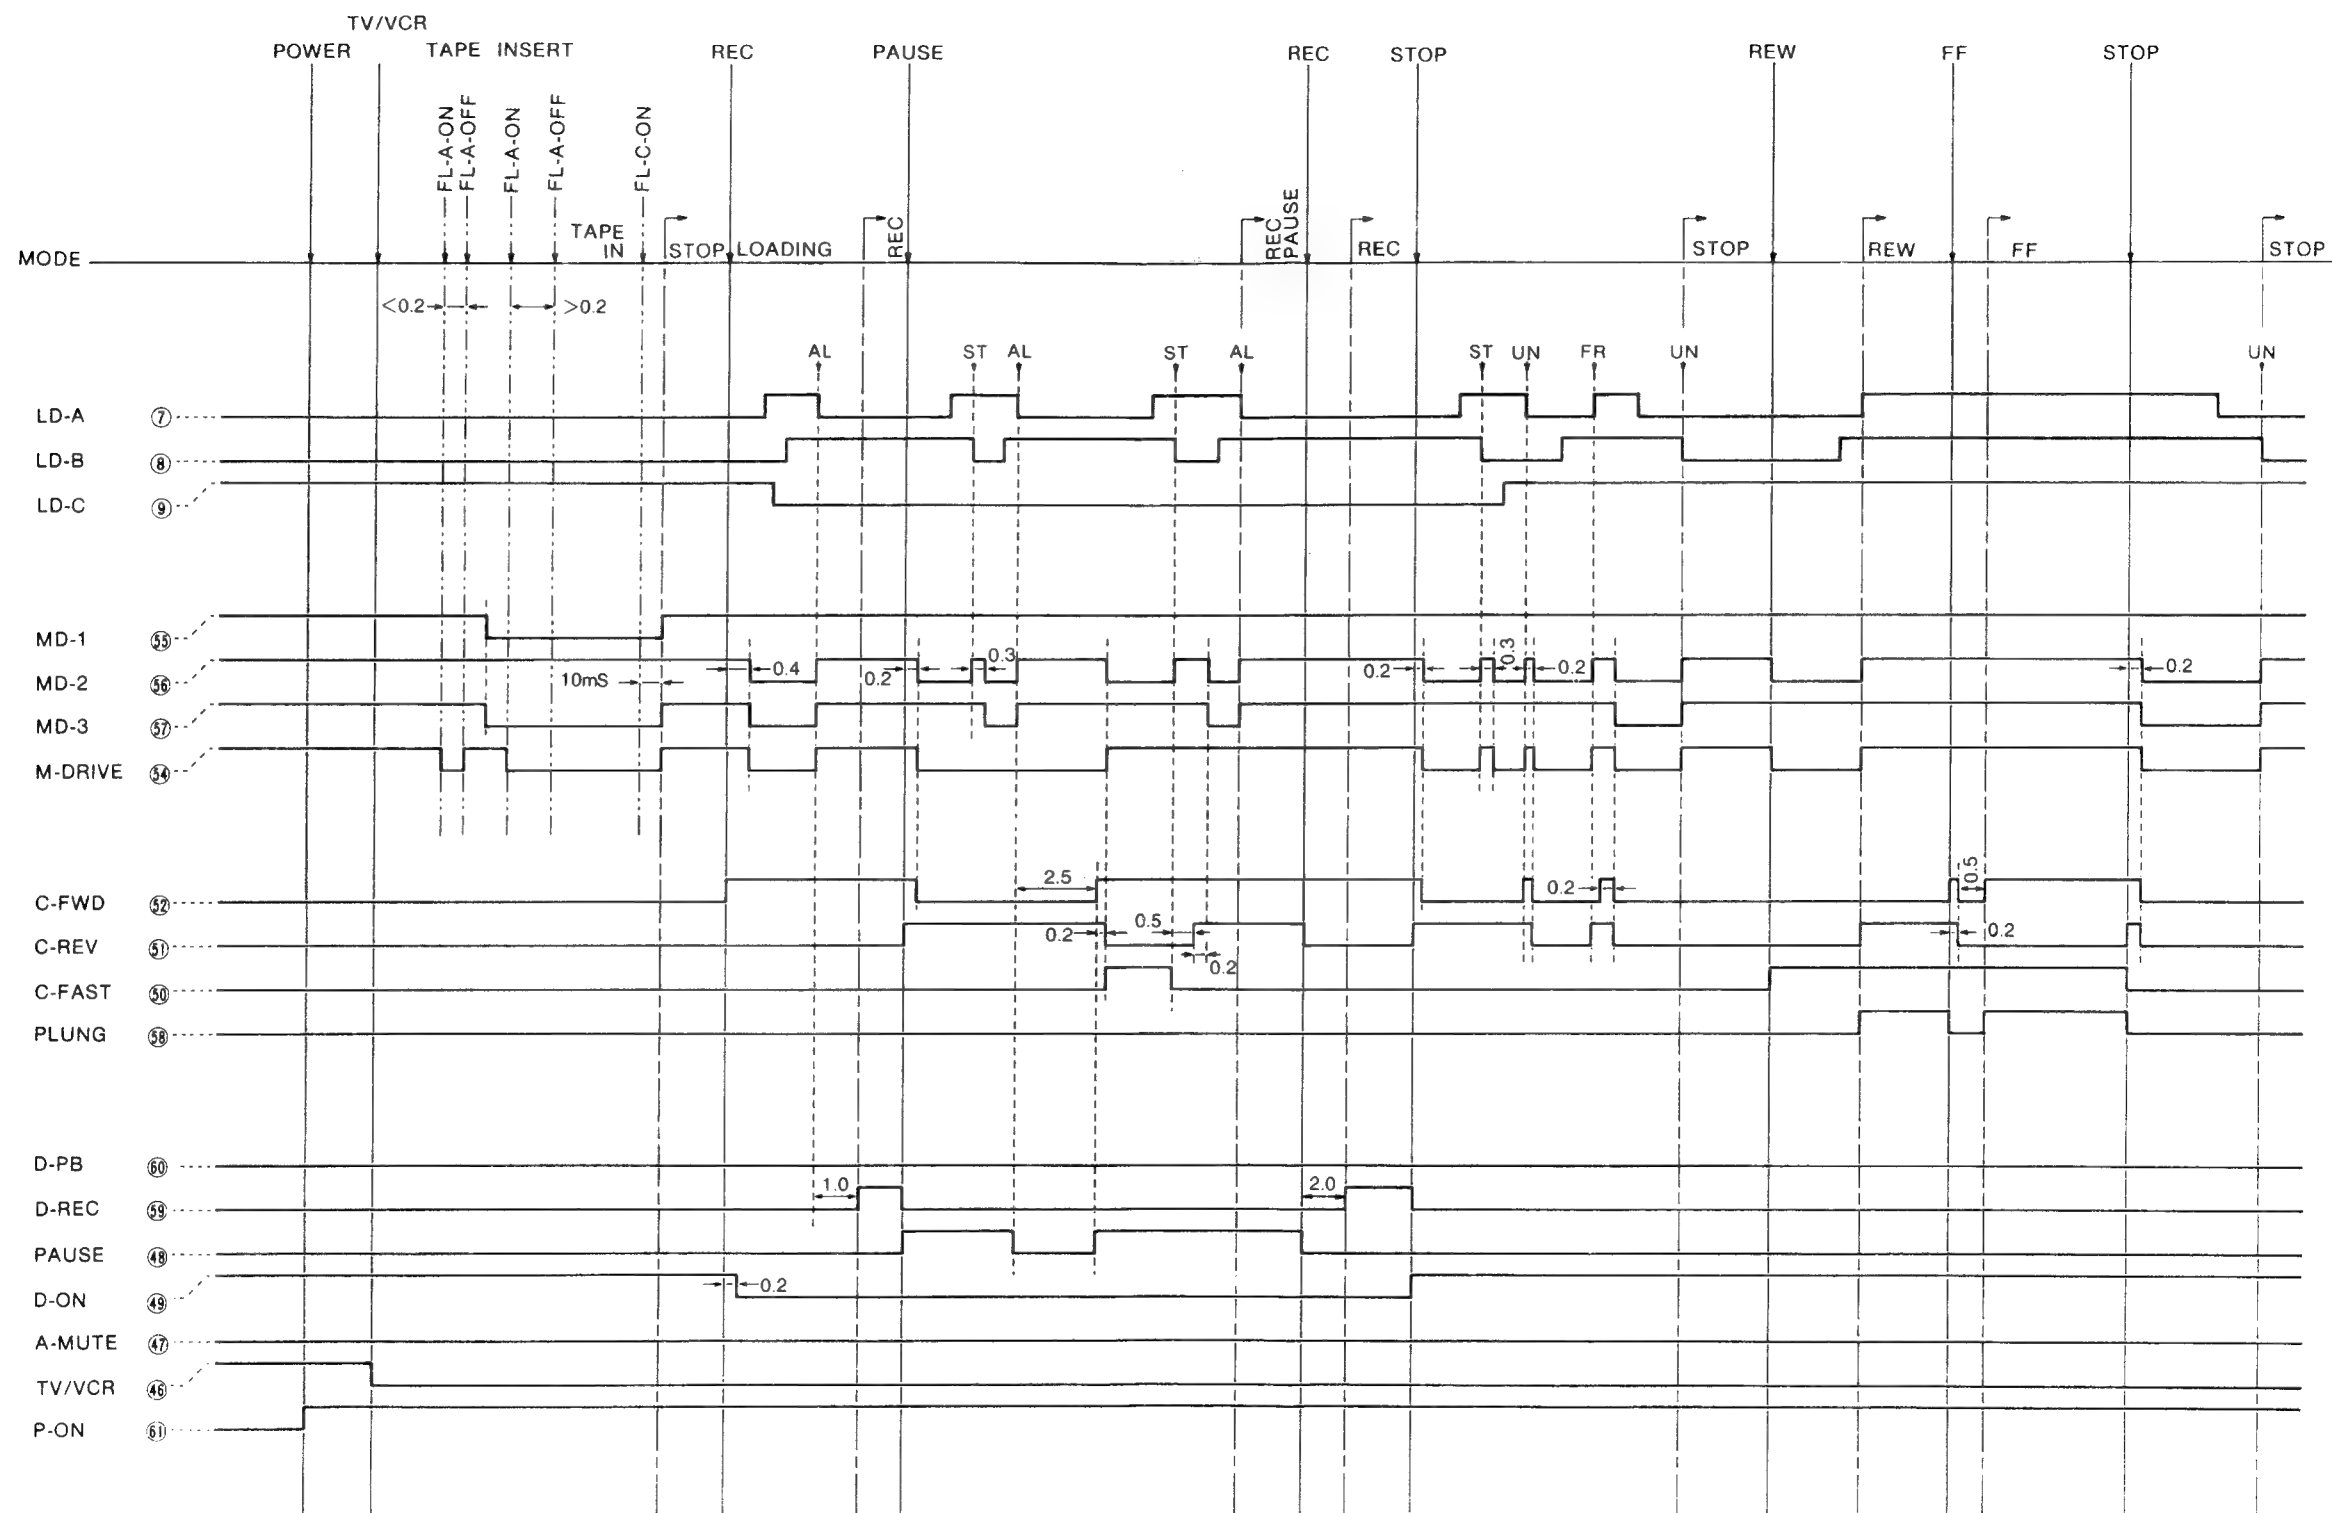 TV/VCR
POWER TAPE INSERT REC PAUSE REC STOP REW FF STOP
FL-A-ON
FL-A-OFF
FL-A-ON
FL-A-OFF
FL-C-ON
MODE TAPE IN STOP LOADING REC REC PAUSE REC STOP REW FF STOP
<0.2 >0.2
AL ST AL ST AL ST UN FR UN UN
LD-A 7
LD-B 8
LD-C 9
MD-1 55
MD-2 56 10mS 0.4 0.2 0.3 0.2 0.3 0.2 0.2
MD-3 57
M-DRIVE 54
C-FWD 52 2.5 0.2 0.5
C-REV 51 0.2 0.5 0.2 0.2
C-FAST 50
PLUNG 58
D-PB 60
D-REC 59 1.0 2.0
PAUSE 48
D-ON 49 0.2
A-MUTE 47
TV/VCR 46
P-ON 61